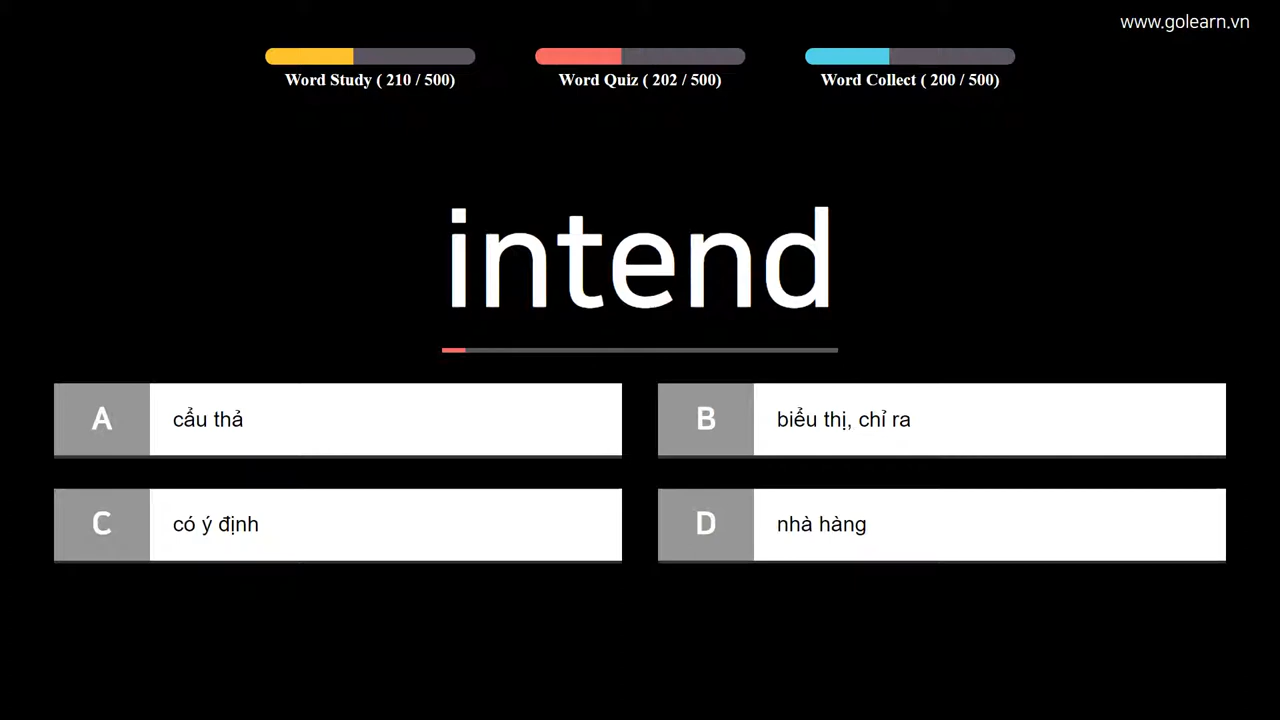 www.golearn.vn
Word Study ( 210 / 500)
Word Quiz ( 202 / 500)
Word Collect ( 200 / 500)
intend
A cẩu thả
B biểu thị, chỉ ra
C có ý định
D nhà hàng